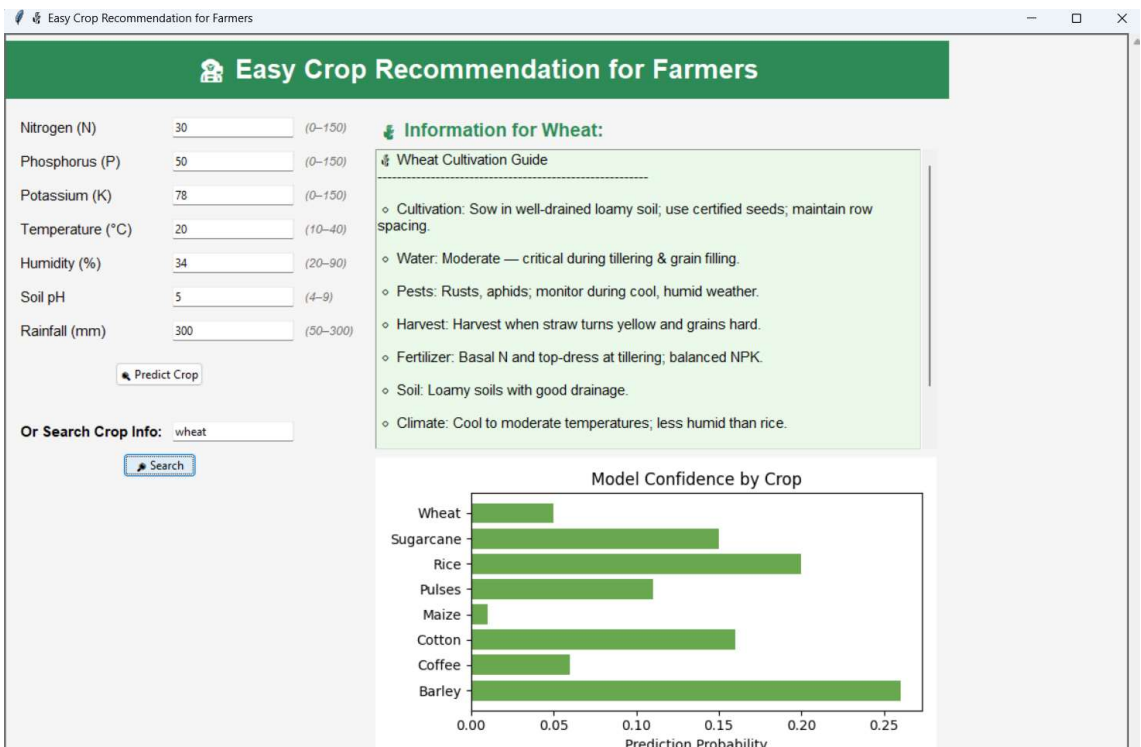 Easy Crop Recommendation for Farmers
Easy Crop Recommendation for Farmers
Nitrogen (N) 30 (0–150)
Phosphorus (P) 50 (0–150)
Potassium (K) 78 (0–150)
Temperature (°C) 20 (10–40)
Humidity (%) 34 (20–90)
Soil pH 5 (4–9)
Rainfall (mm) 300 (50–300)
Predict Crop
Or Search Crop Info: wheat
Search
Information for Wheat:
Wheat Cultivation Guide
--------------------------------------------------------
Cultivation: Sow in well-drained loamy soil; use certified seeds; maintain row
spacing.
Water: Moderate — critical during tillering & grain filling.
Pests: Rusts, aphids; monitor during cool, humid weather.
Harvest: Harvest when straw turns yellow and grains hard.
Fertilizer: Basal N and top-dress at tillering; balanced NPK.
Soil: Loamy soils with good drainage.
Climate: Cool to moderate temperatures; less humid than rice.
Model Confidence by Crop
Wheat
Sugarcane
Rice
Pulses
Maize
Cotton
Coffee
Barley
0.00 0.05 0.10 0.15 0.20 0.25
Prediction Probability